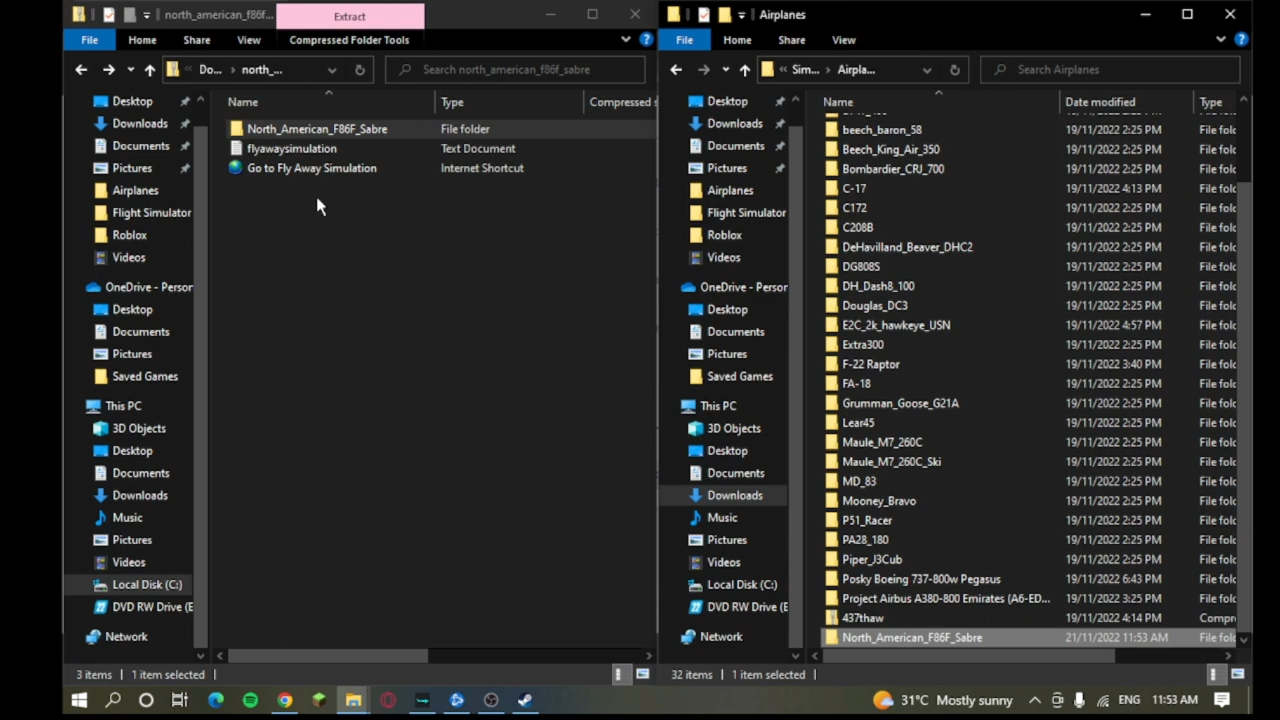 north_american_f86f...
Extract
File
Home
Share
View
Compressed Folder Tools
Do...
north_...
Search north_american_f86f_sabre
Desktop
Downloads
Documents
Pictures
Airplanes
Flight Simulator
Roblox
Videos
OneDrive - Person
Desktop
Documents
Pictures
Saved Games
This PC
3D Objects
Desktop
Documents
Downloads
Music
Pictures
Videos
Local Disk (C:)
DVD RW Drive (E
Network
Name
Type
Compressed s
North_American_F86F_Sabre
File folder
flyawaysimulation
Text Document
Go to Fly Away Simulation
Internet Shortcut
3 items
1 item selected
Airplanes
File
Home
Share
View
Sim...
Airpla...
Search Airplanes
Desktop
Downloads
Documents
Pictures
Airplanes
Flight Simulator
Roblox
Videos
OneDrive - Person
Desktop
Documents
Pictures
Saved Games
This PC
3D Objects
Desktop
Documents
Downloads
Music
Pictures
Videos
Local Disk (C:)
DVD RW Drive (E
Network
Name
Date modified
Type
beech_baron_58 19/11/2022 2:25 PM File folc
Beech_King_Air_350 19/11/2022 2:25 PM File folc
Bombardier_CRJ_700 19/11/2022 2:25 PM File folc
C-17 19/11/2022 4:13 PM File folc
C172 19/11/2022 2:25 PM File folc
C208B 19/11/2022 2:25 PM File folc
DeHavilland_Beaver_DHC2 19/11/2022 2:25 PM File folc
DG808S 19/11/2022 2:25 PM File folc
DH_Dash8_100 19/11/2022 2:25 PM File folc
Douglas_DC3 19/11/2022 2:25 PM File folc
E2C_2k_hawkeye_USN 19/11/2022 4:57 PM File folc
Extra300 19/11/2022 2:25 PM File folc
F-22 Raptor 19/11/2022 3:40 PM File folc
FA-18 19/11/2022 2:25 PM File folc
Grumman_Goose_G21A 19/11/2022 2:25 PM File folc
Lear45 19/11/2022 2:25 PM File folc
Maule_M7_260C 19/11/2022 2:25 PM File folc
Maule_M7_260C_Ski 19/11/2022 2:25 PM File folc
MD_83 19/11/2022 2:25 PM File folc
Mooney_Bravo 19/11/2022 2:25 PM File folc
P51_Racer 19/11/2022 2:25 PM File folc
PA28_180 19/11/2022 2:25 PM File folc
Piper_J3Cub 19/11/2022 2:25 PM File folc
Posky Boeing 737-800w Pegasus 19/11/2022 6:43 PM File folc
Project Airbus A380-800 Emirates (A6-ED... 19/11/2022 3:25 PM File folc
437thaw 19/11/2022 4:14 PM Compre
North_American_F86F_Sabre 21/11/2022 11:53 AM File folc
32 items
1 item selected
31°C Mostly sunny
ENG
11:53 AM